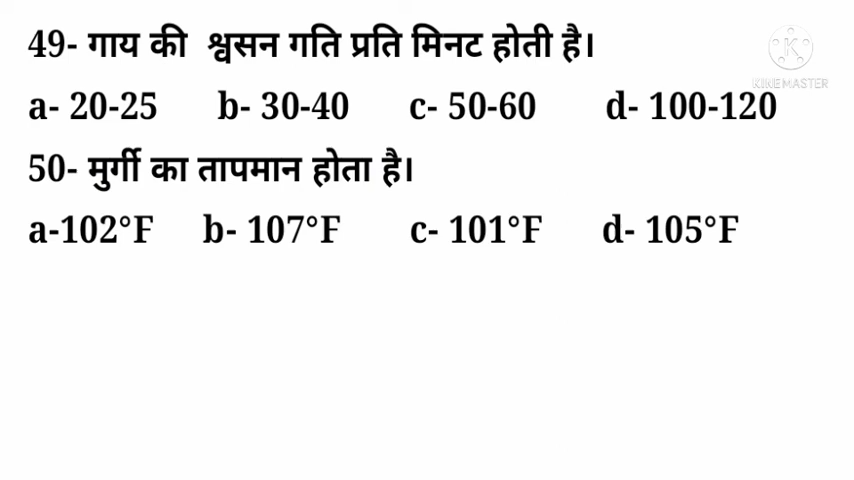 49- गाय की श्वसन गति प्रति मिनट होती है।
KINEMASTER
a- 20-25 b- 30-40 c- 50-60 d- 100-120
50- मुर्गी का तापमान होता है।
a-102°F b- 107°F c- 101°F d- 105°F